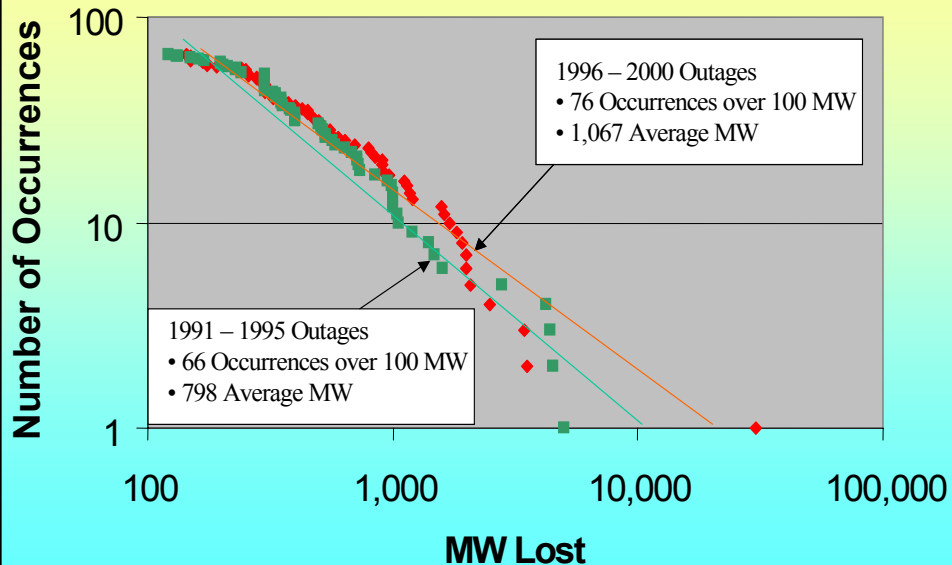 Number of Occurrences
100
10
1
1996 – 2000 Outages
• 76 Occurrences over 100 MW
• 1,067 Average MW
1991 – 1995 Outages
• 66 Occurrences over 100 MW
• 798 Average MW
100 1,000 10,000 100,000
MW Lost